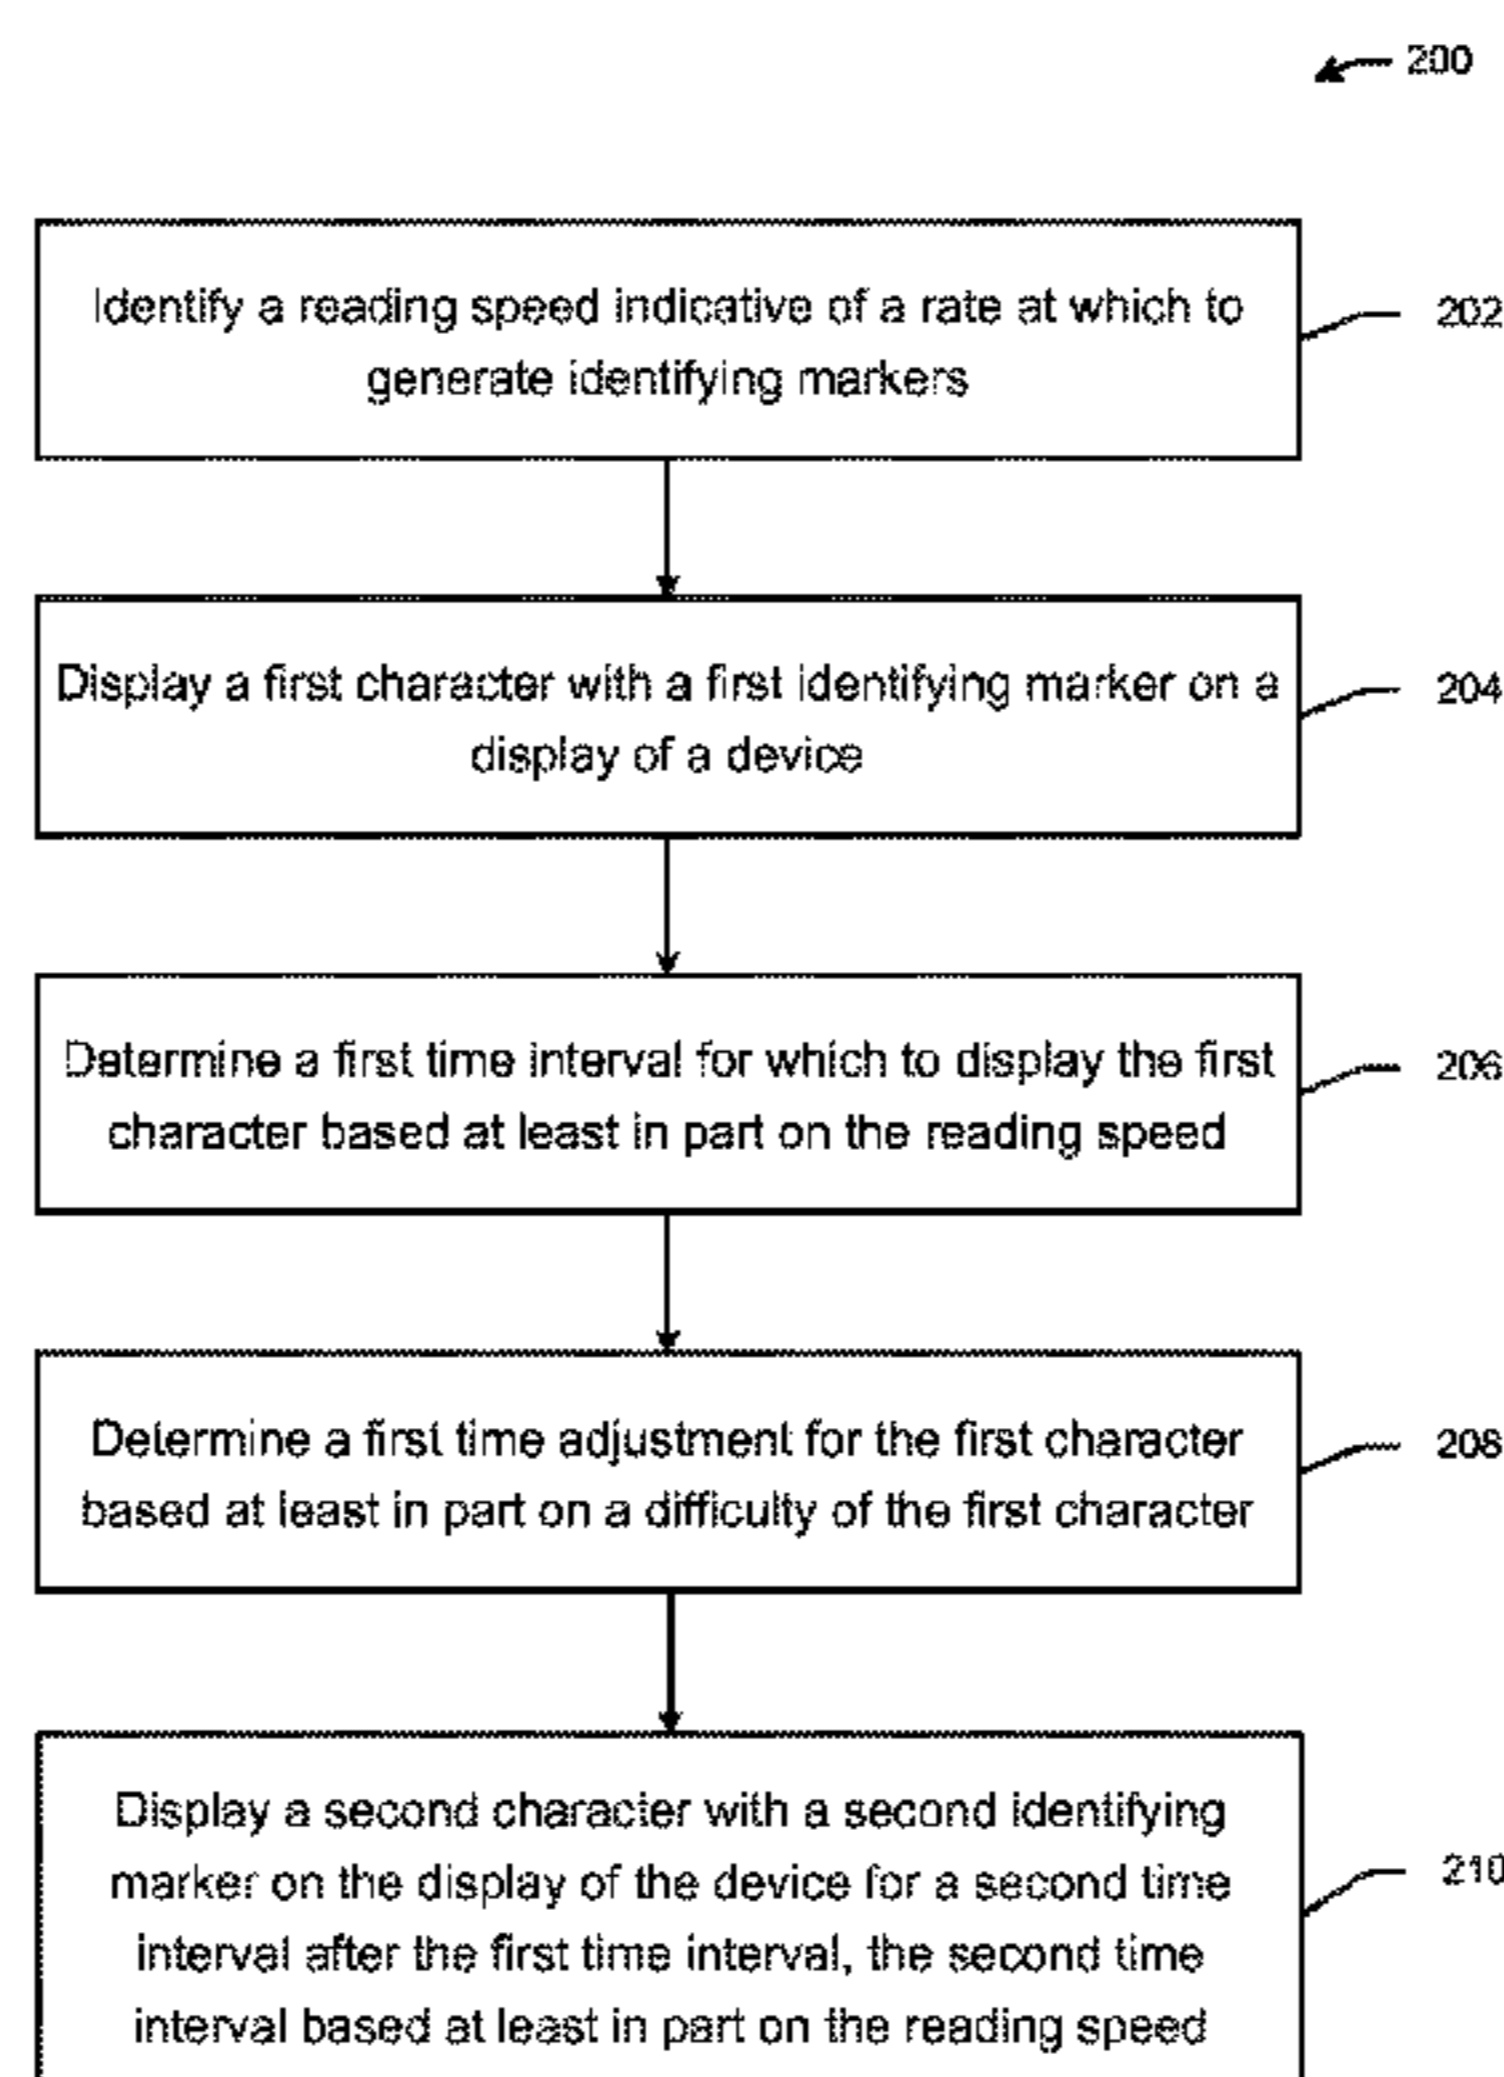 200
Identify a reading speed indicative of a rate at which to
generate identifying markers
202
Display a first character with a first identifying marker on a
display of a device
204
Determine a first time interval for which to display the first
character based at least in part on the reading speed
206
Determine a first time adjustment for the first character
based at least in part on a difficulty of the first character
208
Display a second character with a second identifying
marker on the display of the device for a second time
interval after the first time interval, the second time
interval based at least in part on the reading speed
210